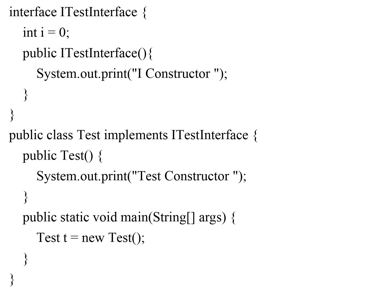 interface ITestInterface {
int i = 0;
public ITestInterface(){
System.out.print("I Constructor ");
}
}
public class Test implements ITestInterface {
public Test() {
System.out.print("Test Constructor ");
}
public static void main(String[] args) {
Test t = new Test();
}
}